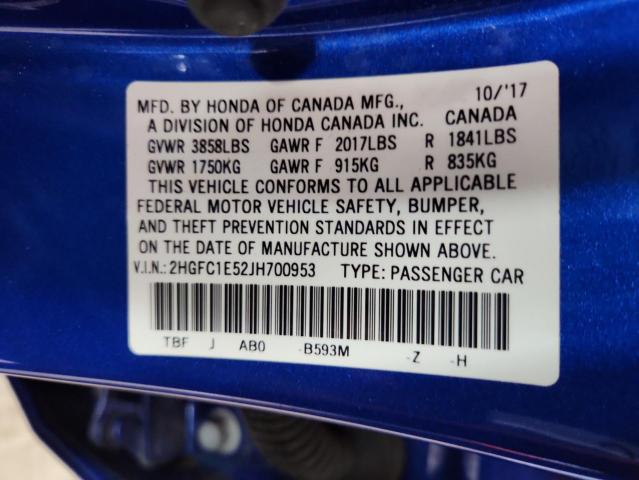 10/'17
MFD. BY HONDA OF CANADA MFG.,
A DIVISION OF HONDA CANADA INC. CANADA
GVWR 3858LBS GAWR F 2017LBS R 1841LBS
GVWR 1750KG GAWR F 915KG R 835KG
THIS VEHICLE CONFORMS TO ALL APPLICABLE
FEDERAL MOTOR VEHICLE SAFETY, BUMPER,
AND THEFT PREVENTION STANDARDS IN EFFECT
ON THE DATE OF MANUFACTURE SHOWN ABOVE.
V.I.N.: 2HGFC1E52JH700953 TYPE: PASSENGER CAR
TBF J AB0 -B593M -Z -H